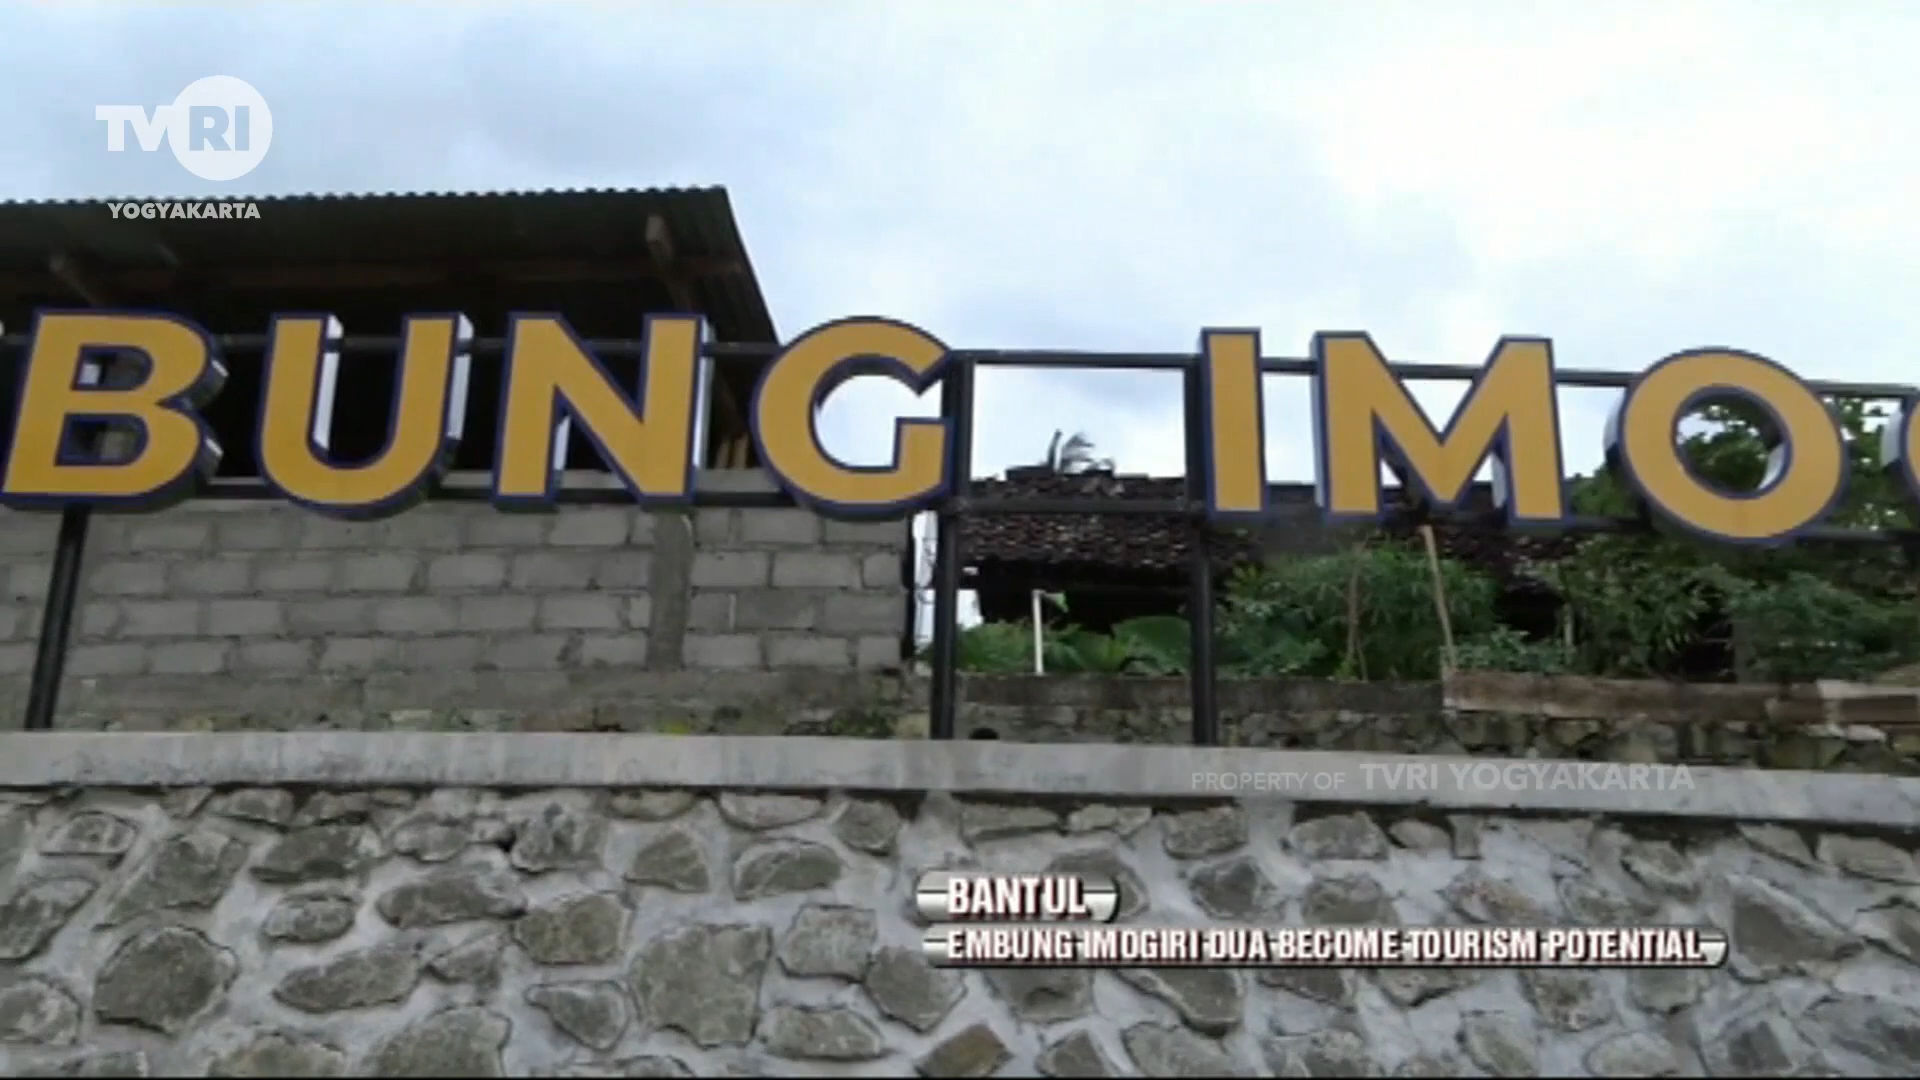 TVRI
YOGYAKARTA
BUNG IMO
PROPERTY OF TVRI YOGYAKARTA
BANTUL
EMBUNG IMOGIRI DUA BECOME TOURISM POTENTIAL